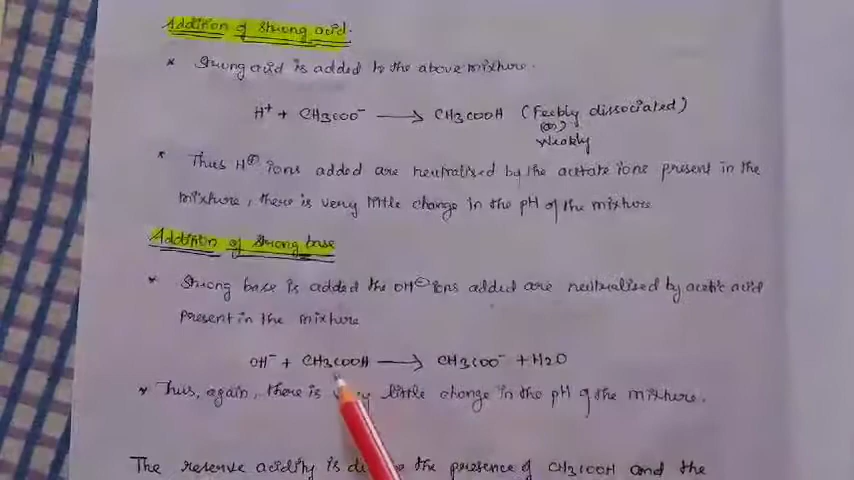 Addition of strong acid.
* Strong acid is added to the above mixture.
H⁺ + CH3COO⁻ ⟶ CH3COOH (Feebly dissociated)
(or)
weakly
* Thus H⊕ ions added are neutralised by the acetate ions present in the
mixture, there is very little change in the pH of the mixture
Addition of strong base
* Strong base is added the OH⊖ ions added are neutralised by acetic acid
present in the mixture
OH⁻ + CH3COOH ⟶ CH3COO⁻ + H2O
* Thus, again, there is very little change in the pH of the mixture.
The reserve acidity is the presence of CH3COOH and the